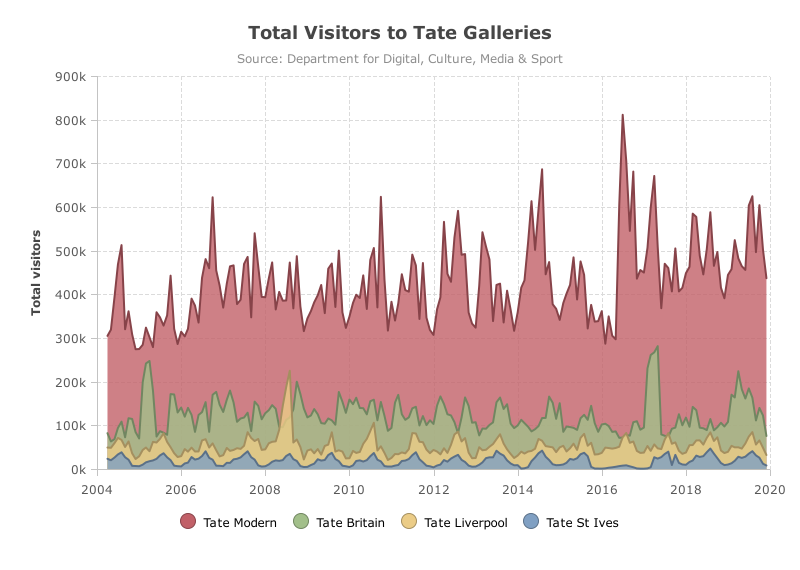 Total Visitors to Tate Galleries
Source: Department for Digital, Culture, Media & Sport
900k
800k
700k
600k
500k
400k
300k
200k
100k
0k
Total visitors
2004 2006 2008 2010 2012 2014 2016 2018 2020
Tate Modern Tate Britain Tate Liverpool Tate St Ives